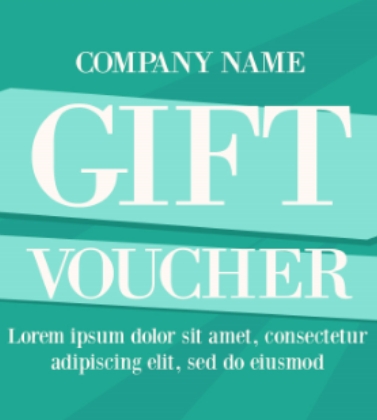 COMPANY NAME
GIFT
VOUCHER
Lorem ipsum dolor sit amet, consectetur
adipiscing elit, sed do eiusmod